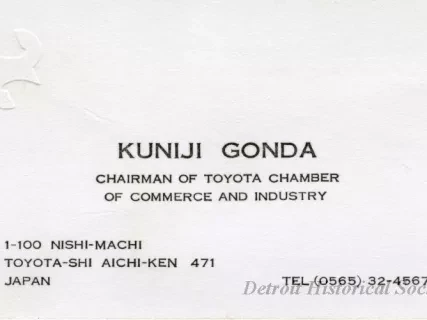 KUNIJI GONDA
CHAIRMAN OF TOYOTA CHAMBER
OF COMMERCE AND INDUSTRY
1-100 NISHI-MACHI
TOYOTA-SHI AICHI-KEN 471
JAPAN TEL (0565) 32-4567
Detroit Historical Soc